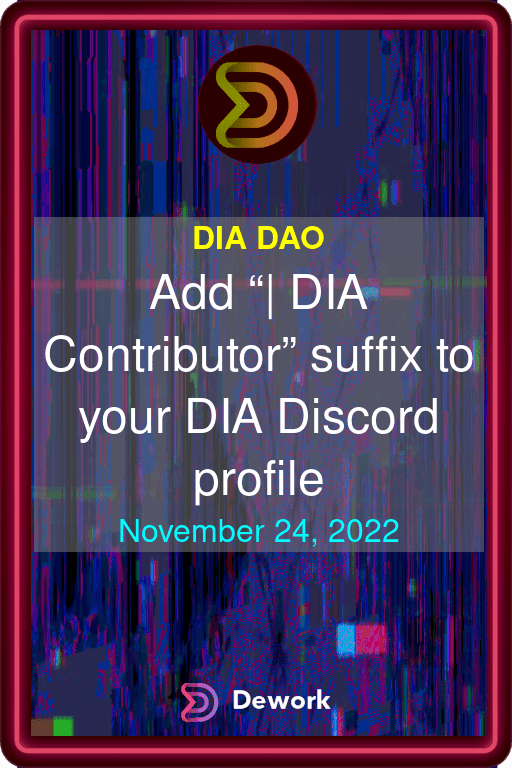 DIA DAO
Add “| DIA
Contributor” suffix to
your DIA Discord
profile
November 24, 2022
Dework